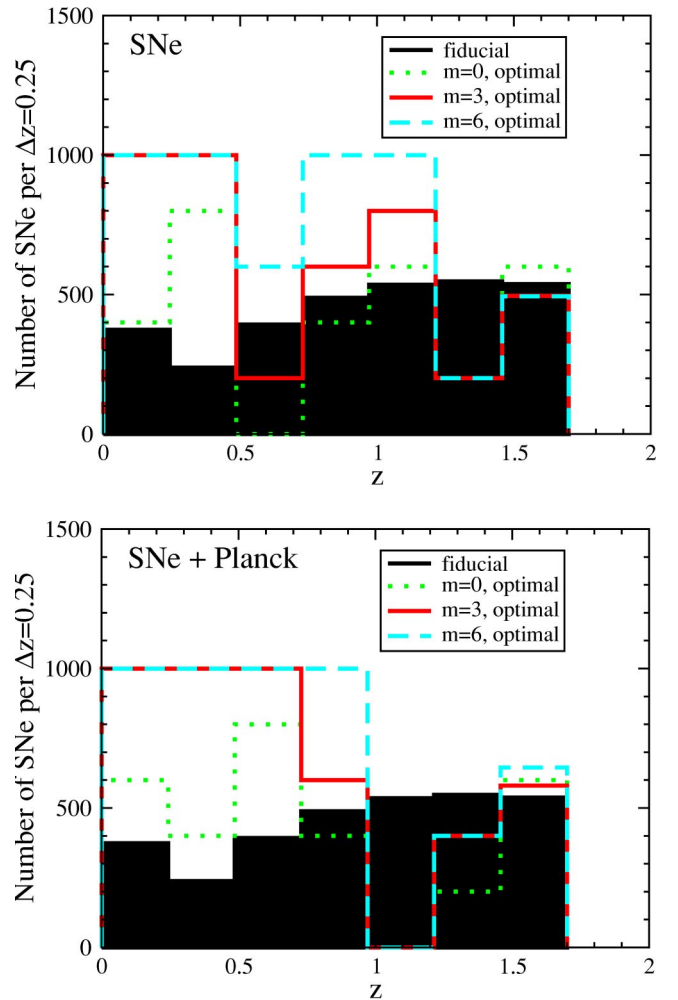 1500
SNe
fiducial
m=0, optimal
m=3, optimal
m=6, optimal
1000
500
0
Number of SNe per Δz=0.25
0 0.5 1 1.5 2
z
1500
SNe + Planck
fiducial
m=0, optimal
m=3, optimal
m=6, optimal
1000
500
0
Number of SNe per Δz=0.25
0 0.5 1 1.5 2
z